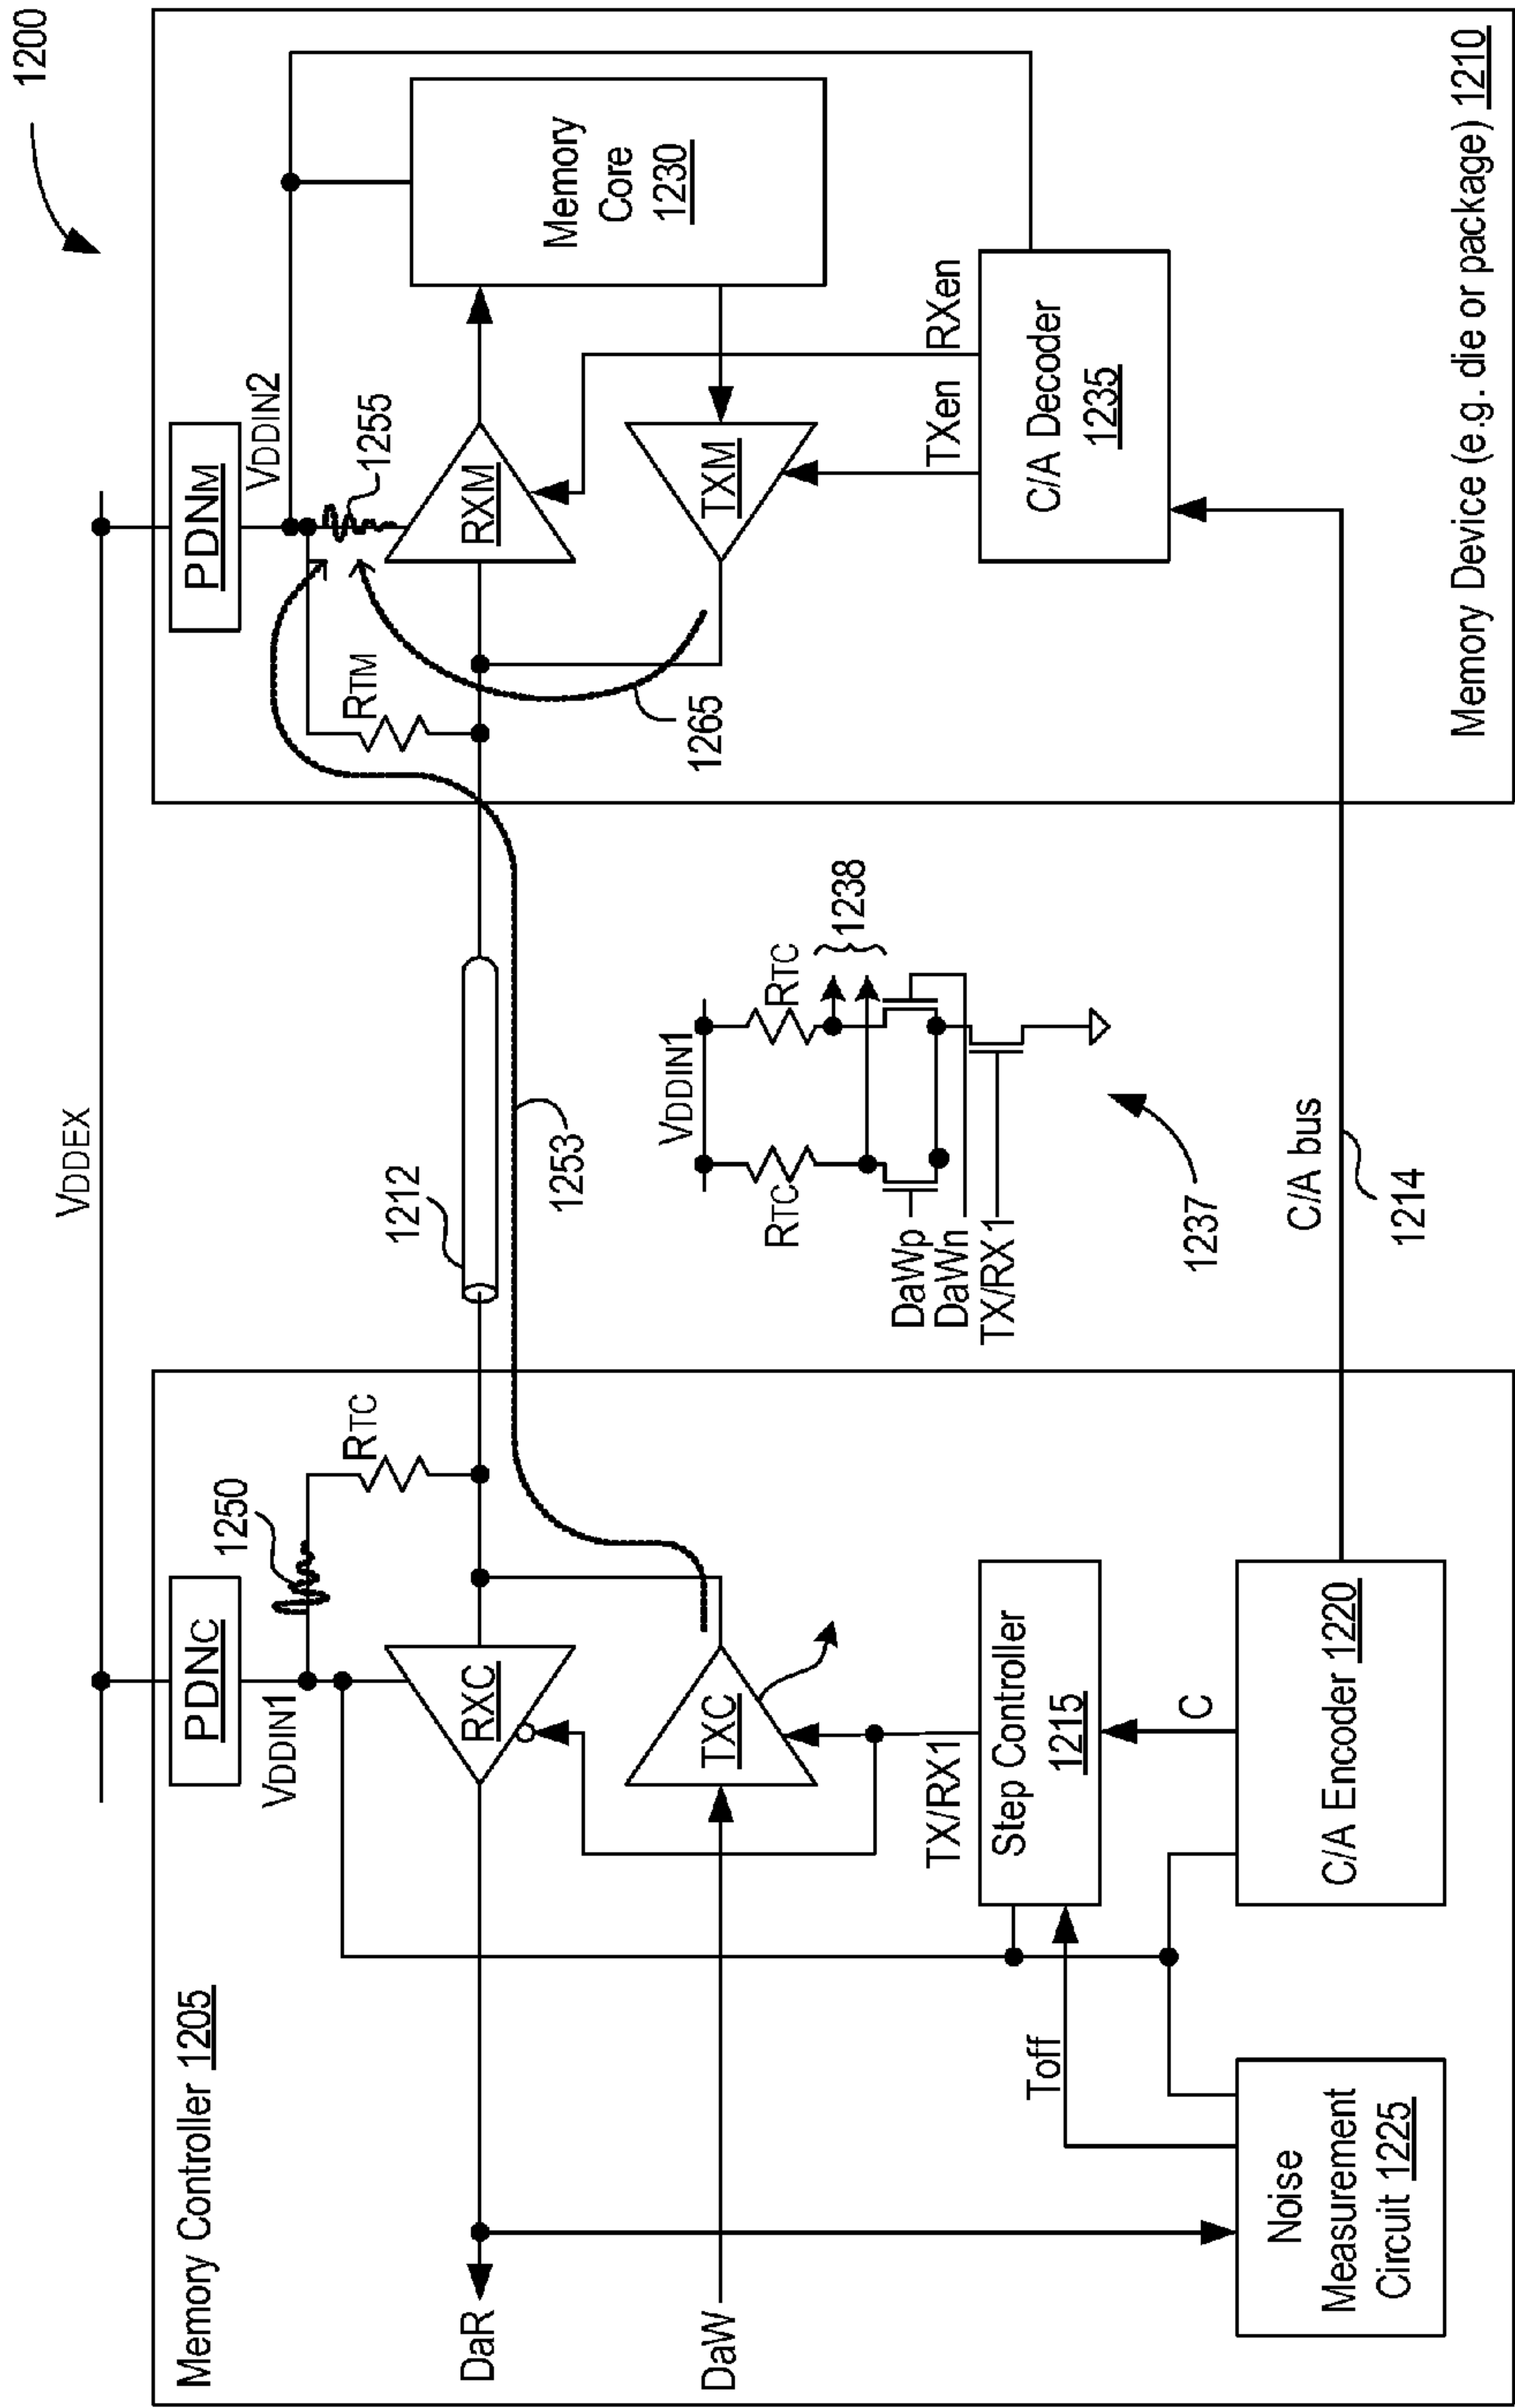 1200
VDDEX
Memory Controller 1205
PDNC
VDDIN1
1250
RTC
RXC
DaR
TXC
DaW
TX/RX1
Step Controller
1215
Toff
C
C/A Encoder 1220
Noise
Measurement
Circuit 1225
1212
1253
VDDIN1
RTC
RTC
1238
DaWp
DaWn
TX/RX1
1237
C/A bus
1214
PDNM
VDDIN2
1255
RTM
RXM
TXM
1265
Memory
Core
1230
TXen
RXen
C/A Decoder
1235
Memory Device (e.g. die or package) 1210